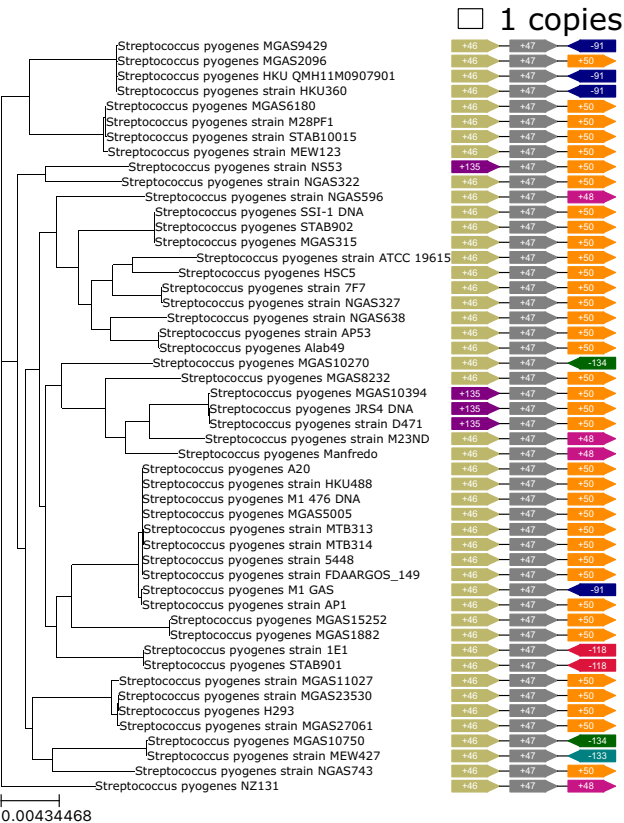 1 copies
Streptococcus pyogenes MGAS9429 +46 +47 -91
Streptococcus pyogenes MGAS2096 +46 +47 +50
Streptococcus pyogenes HKU QMH11M0907901 +46 +47 -91
Streptococcus pyogenes strain HKU360 +46 +47 -91
Streptococcus pyogenes MGAS6180 +46 +47 +50
Streptococcus pyogenes strain M28PF1 +46 +47 +50
Streptococcus pyogenes strain STAB10015 +46 +47 +50
Streptococcus pyogenes strain MEW123 +46 +47 +50
Streptococcus pyogenes strain NS53 +135 +47 +50
Streptococcus pyogenes strain NGAS322 +46 +47 +50
Streptococcus pyogenes strain NGAS596 +46 +47 +48
Streptococcus pyogenes SSI-1 DNA +46 +47 +50
Streptococcus pyogenes STAB902 +46 +47 +50
Streptococcus pyogenes MGAS315 +46 +47 +50
Streptococcus pyogenes strain ATCC 19615 +46 +47 +50
Streptococcus pyogenes HSC5 +46 +47 +50
Streptococcus pyogenes strain 7F7 +46 +47 +50
Streptococcus pyogenes strain NGAS327 +46 +47 +50
Streptococcus pyogenes strain NGAS638 +46 +47 +50
Streptococcus pyogenes strain AP53 +46 +47 +50
Streptococcus pyogenes Alab49 +46 +47 +50
Streptococcus pyogenes MGAS10270 +46 +47 -134
Streptococcus pyogenes MGAS8232 +46 +47 +50
Streptococcus pyogenes MGAS10394 +135 +47 +50
Streptococcus pyogenes JRS4 DNA +135 +47 +50
Streptococcus pyogenes strain D471 +135 +47 +50
Streptococcus pyogenes strain M23ND +46 +47 +48
Streptococcus pyogenes Manfredo +46 +47 +48
Streptococcus pyogenes A20 +46 +47 +50
Streptococcus pyogenes strain HKU488 +46 +47 +50
Streptococcus pyogenes M1 476 DNA +46 +47 +50
Streptococcus pyogenes MGAS5005 +46 +47 +50
Streptococcus pyogenes strain MTB313 +46 +47 +50
Streptococcus pyogenes strain MTB314 +46 +47 +50
Streptococcus pyogenes strain 5448 +46 +47 +50
Streptococcus pyogenes strain FDAARGOS_149 +46 +47 +50
Streptococcus pyogenes M1 GAS +46 +47 -91
Streptococcus pyogenes strain AP1 +46 +47 +50
Streptococcus pyogenes MGAS15252 +46 +47 +50
Streptococcus pyogenes MGAS1882 +46 +47 +50
Streptococcus pyogenes strain 1E1 +46 +47 -118
Streptococcus pyogenes STAB901 +46 +47 -118
Streptococcus pyogenes strain MGAS11027 +46 +47 +50
Streptococcus pyogenes strain MGAS23530 +46 +47 +50
Streptococcus pyogenes H293 +46 +47 +50
Streptococcus pyogenes strain MGAS27061 +46 +47 +50
Streptococcus pyogenes MGAS10750 +46 +47 -134
Streptococcus pyogenes strain MEW427 +46 +47 -133
Streptococcus pyogenes strain NGAS743 +46 +47 +50
Streptococcus pyogenes NZ131 +46 +47 +48
0.00434468